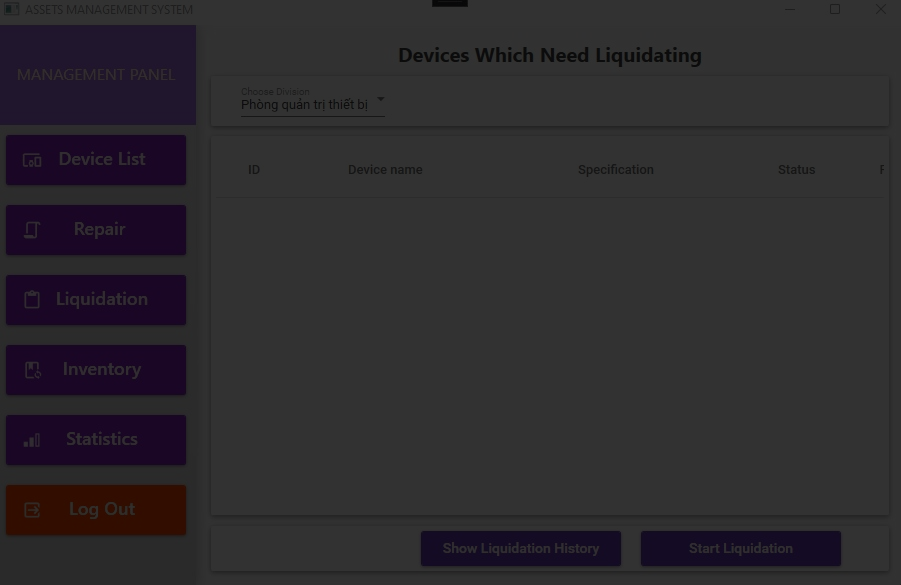 ASSETS MANAGEMENT SYSTEM
MANAGEMENT PANEL
Device List
Repair
Liquidation
Inventory
Statistics
Log Out
Devices Which Need Liquidating
Choose Division
Phòng quản trị thiết bị
ID Device name Specification Status
Show Liquidation History Start Liquidation